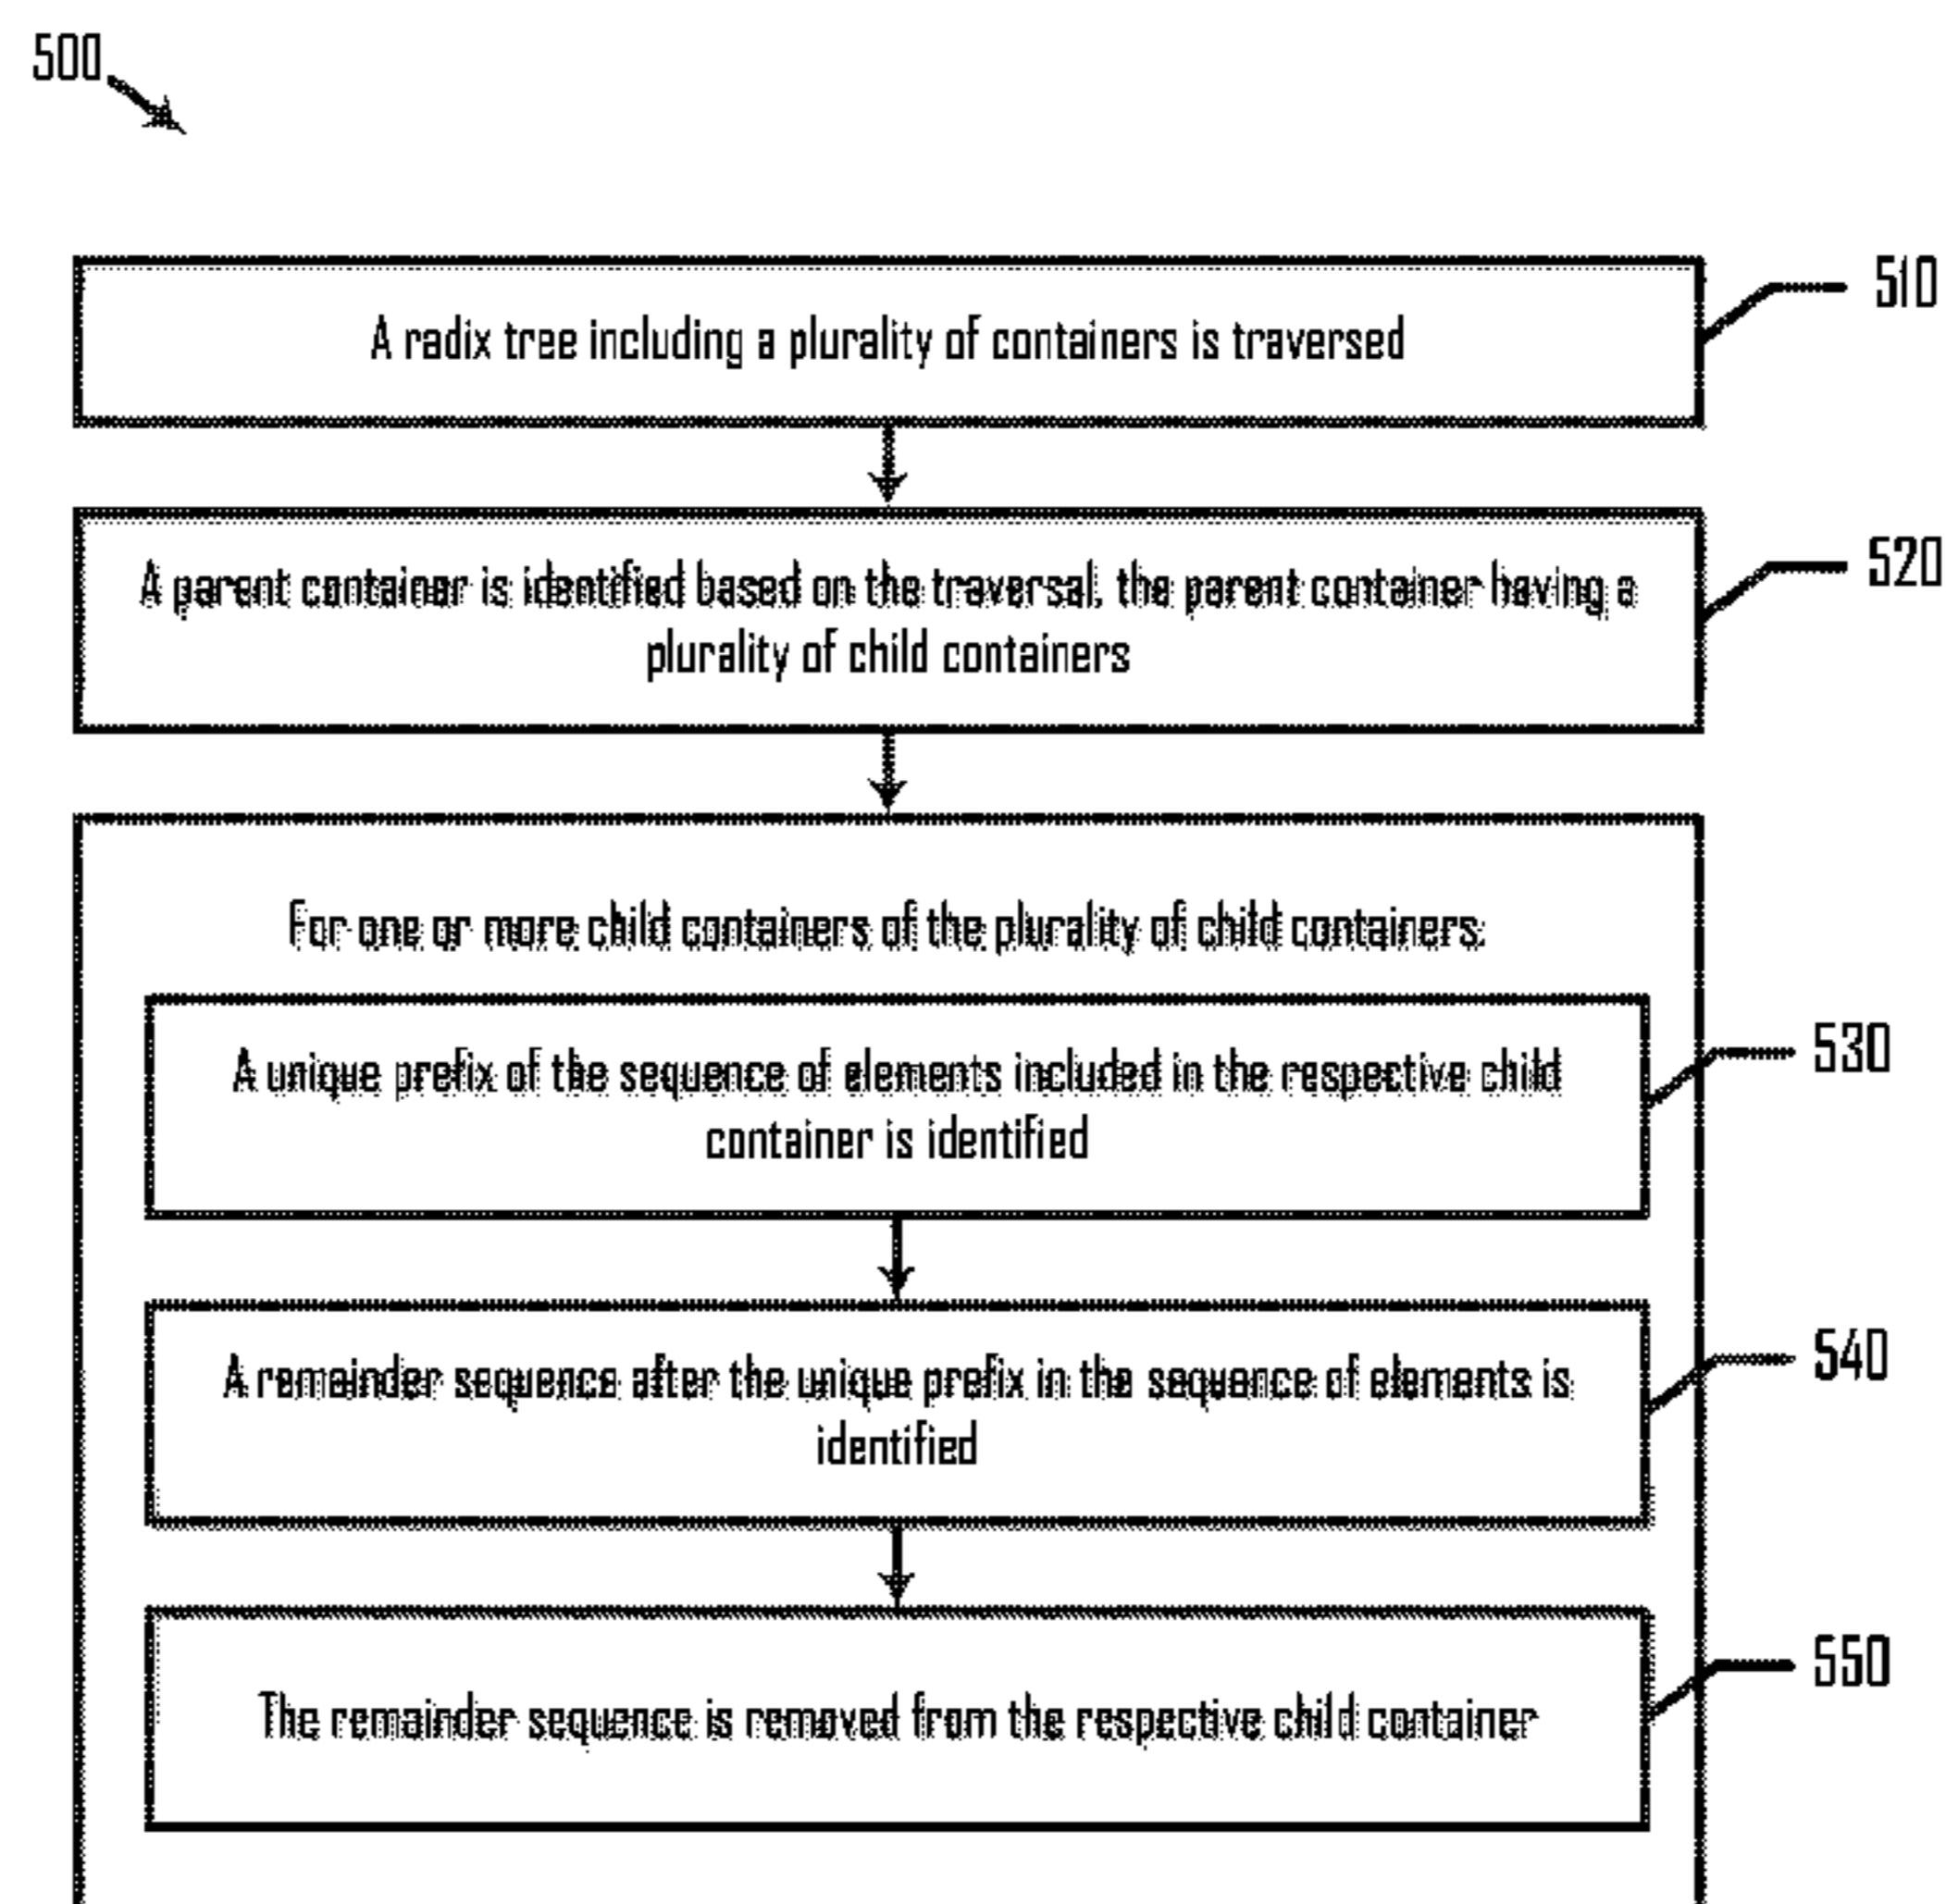 500
A radix tree including a plurality of containers is traversed
510
A parent container is identified based on the traversal, the parent container having a
plurality of child containers
520
For one or more child containers of the plurality of child containers:
A unique prefix of the sequence of elements included in the respective child
container is identified
530
A remainder sequence after the unique prefix in the sequence of elements is
identified
540
The remainder sequence is removed from the respective child container
550